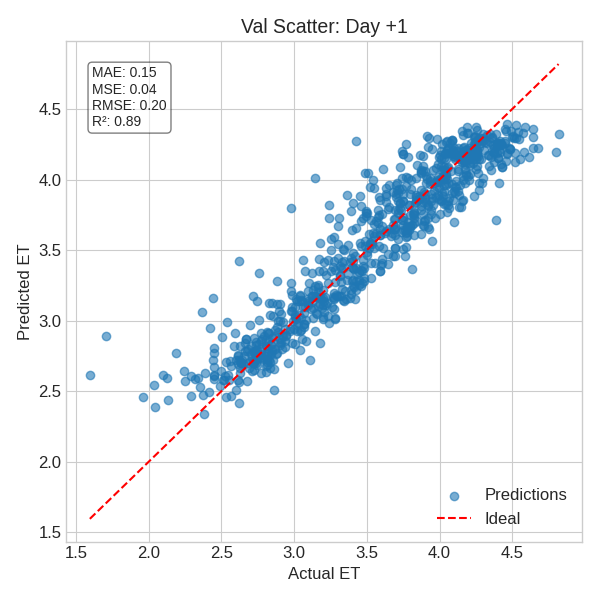 Val Scatter: Day +1
MAE: 0.15
MSE: 0.04
RMSE: 0.20
R²: 0.89
4.5
4.0
3.5
3.0
2.5
2.0
1.5
Predicted ET
Predictions
Ideal
1.5 2.0 2.5 3.0 3.5 4.0 4.5
Actual ET